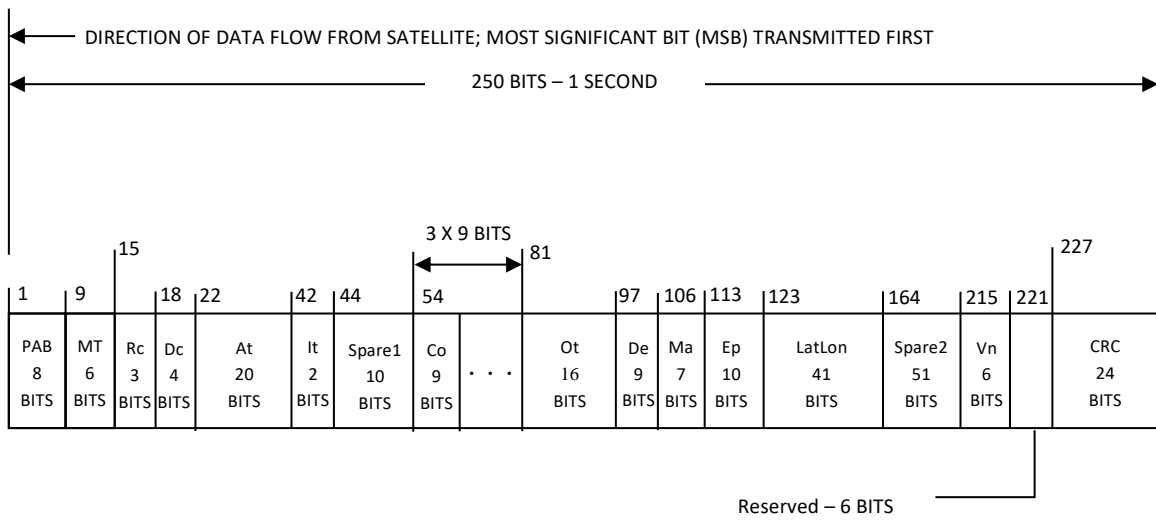 DIRECTION OF DATA FLOW FROM SATELLITE; MOST SIGNIFICANT BIT (MSB) TRANSMITTED FIRST
250 BITS – 1 SECOND
3 X 9 BITS
15
81
227
1 9 18 22 42 44 54 97 106 113 123 164 215 221
PAB MT Rc Dc At It Spare1 Co . . . Ot De Ma Ep LatLon Spare2 Vn CRC
8 6 3 4 20 2 10 9 16 9 7 10 41 51 6 24
BITS BITS BITS BITS BITS BITS BITS BITS BITS BITS BITS BITS BITS BITS BITS BITS
Reserved – 6 BITS